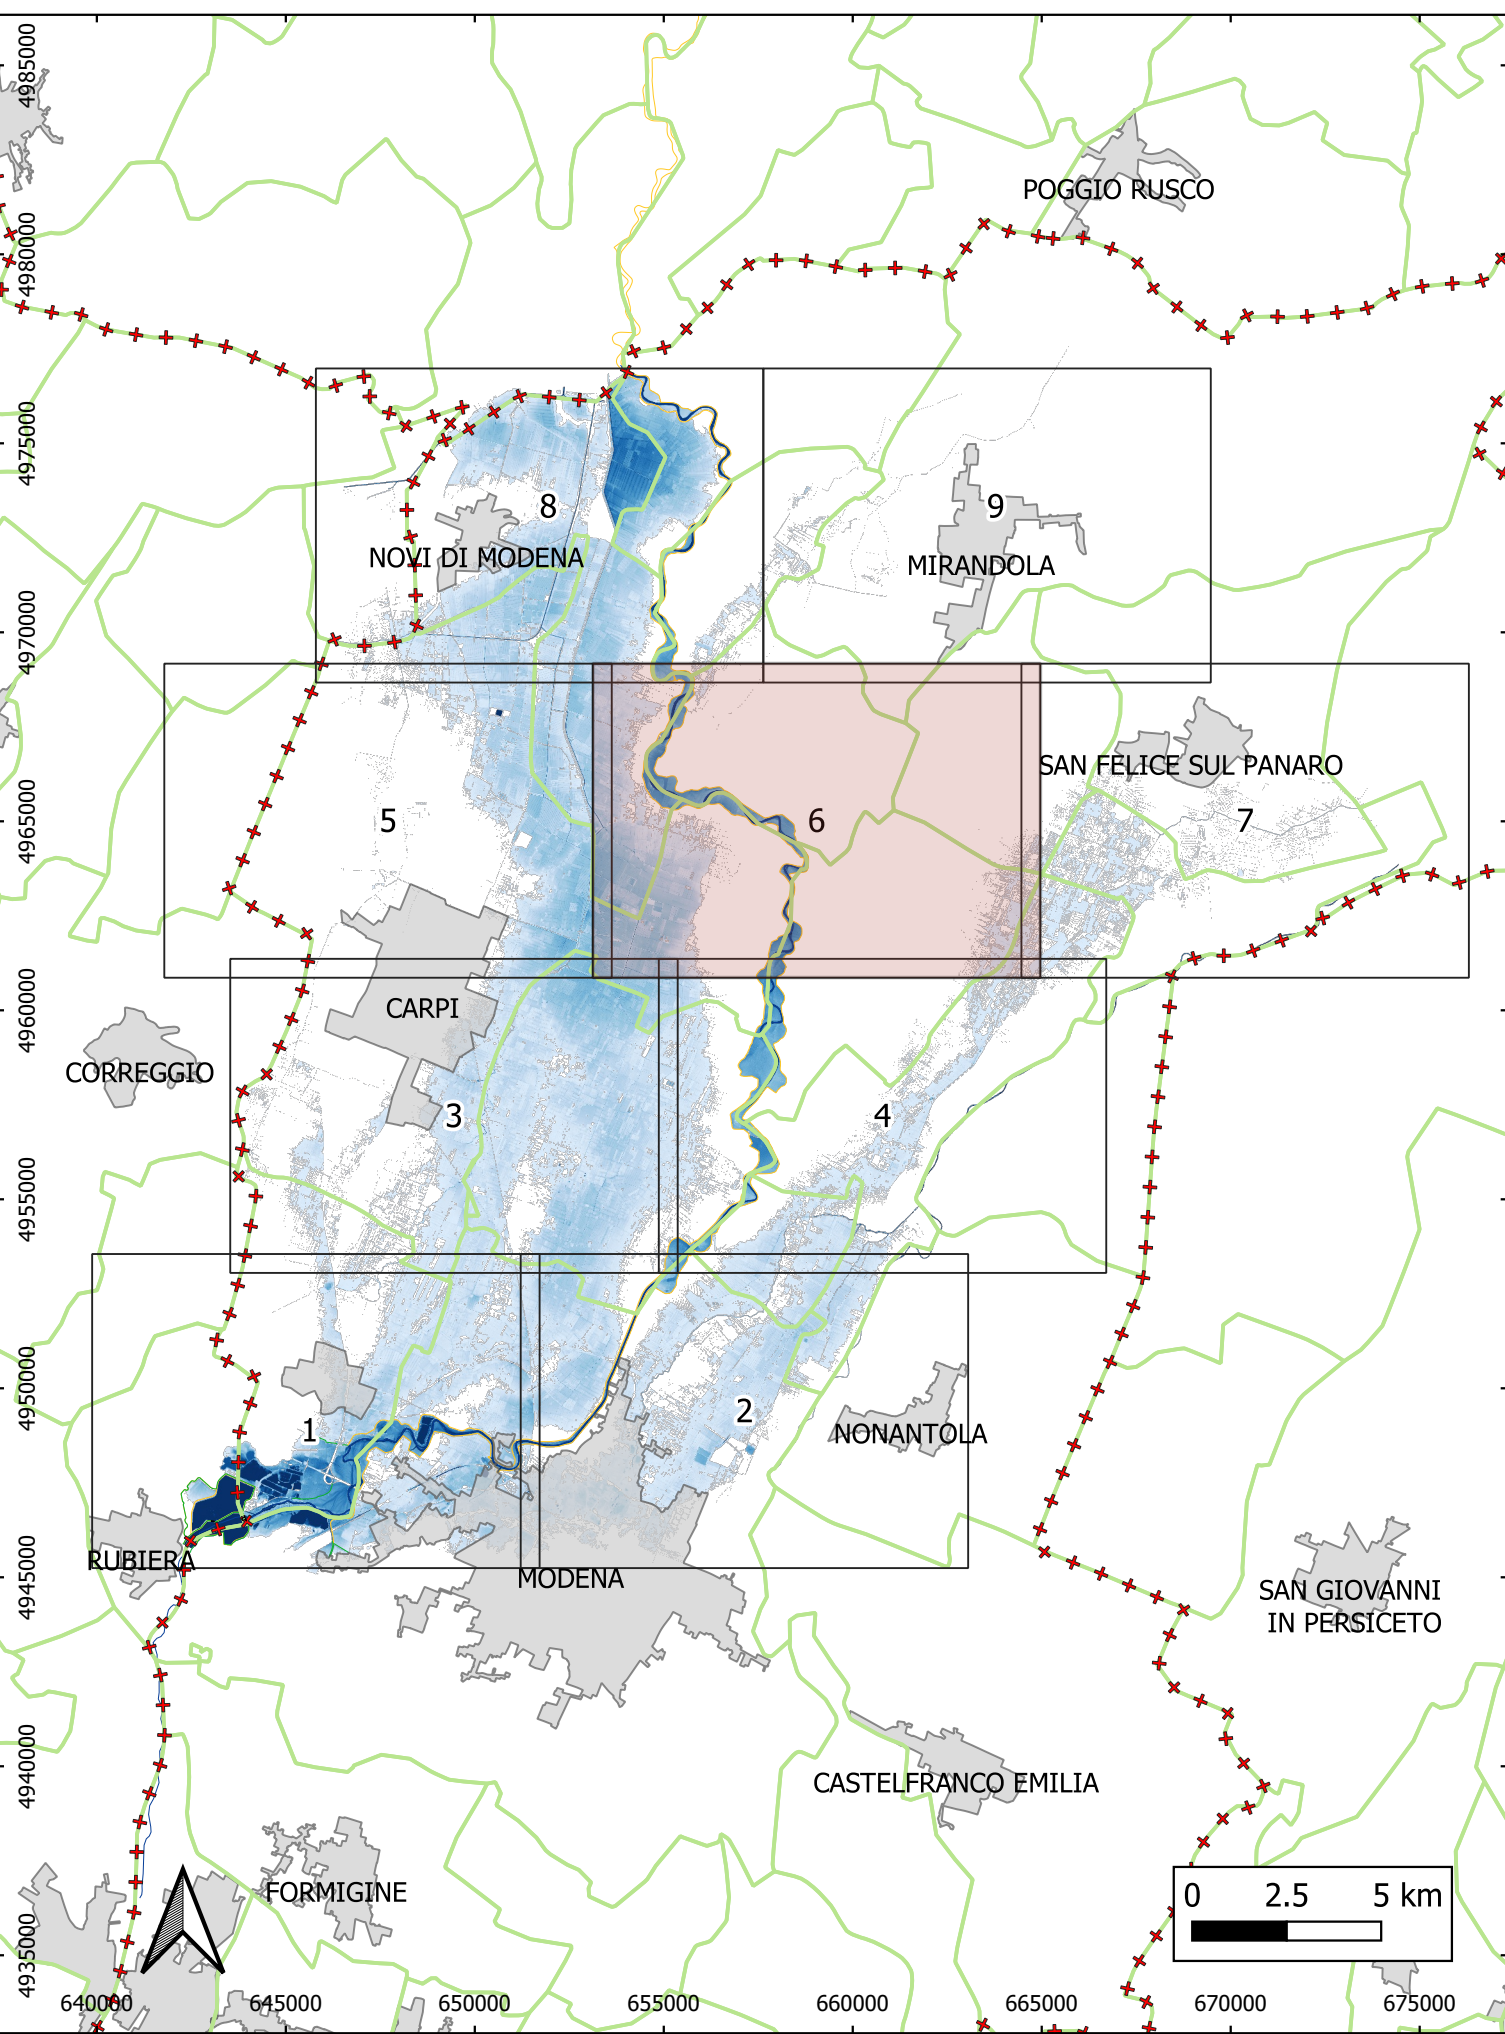 4985000
POGGIO RUSCO
4980000
4975000
8
9
NOVI DI MODENA
MIRANDOLA
4970000
SAN FELICE SUL PANARO
4965000
5
6
7
4960000
CARPI
CORREGGIO
3
4
4955000
4950000
1
2
NONANTOLA
RUBIERA
4945000
MODENA
SAN GIOVANNI
IN PERSICETO
4940000
CASTELFRANCO EMILIA
FORMIGINE
0 2.5 5 km
4935000
640000 645000 650000 655000 660000 665000 670000 675000